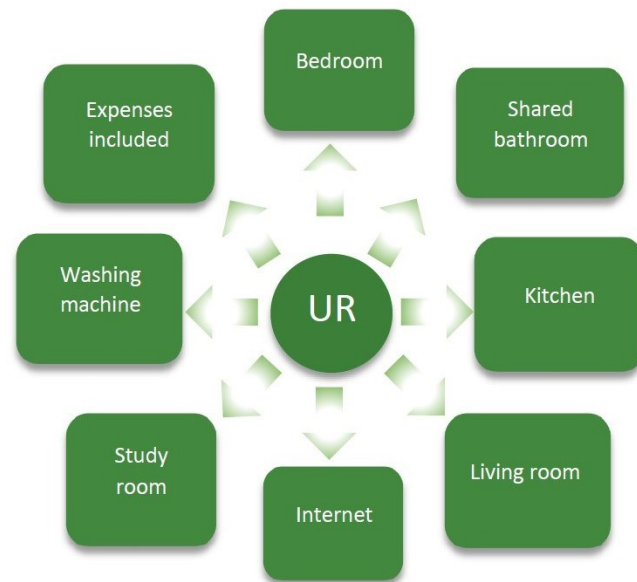 Bedroom
Expenses
included
Shared
bathroom
Washing
machine
UR
Kitchen
Study
room
Living room
Internet